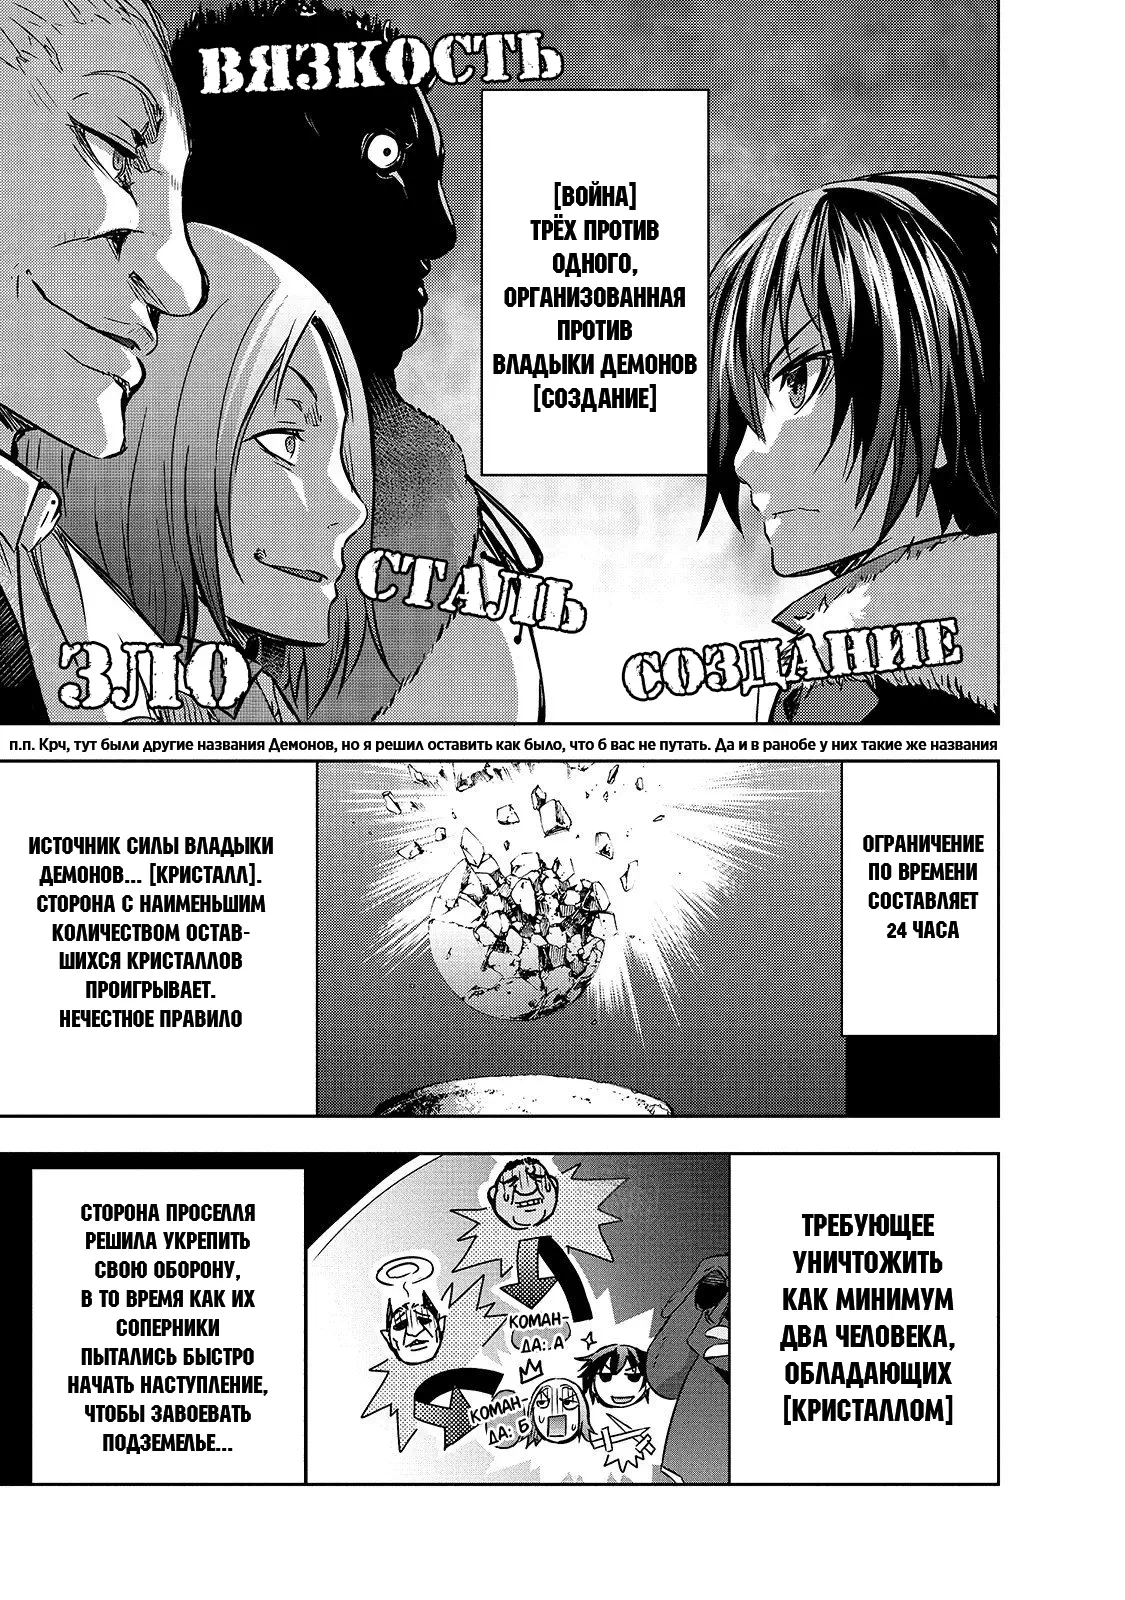 ВЯЗКОСТЬ
[ВОЙНА]
ТРЁХ ПРОТИВ
ОДНОГО,
ОРГАНИЗОВАННАЯ
ПРОТИВ
ВЛАДЫКИ ДЕМОНОВ
[СОЗДАНИЕ]
СТАЛЬ
ЗЛО
СОЗДАНИЕ
п.п. Крч, тут были другие названия Демонов, но я решил оставить как было, что б вас не путать. Да и в ранобе у них такие же названия
ОГРАНИЧЕНИЕ
ПО ВРЕМЕНИ
СОСТАВЛЯЕТ
24 ЧАСА
ИСТОЧНИК СИЛЫ ВЛАДЫКИ
ДЕМОНОВ... [КРИСТАЛЛ].
СТОРОНА С НАИМЕНЬШИМ
КОЛИЧЕСТВОМ ОСТАВ-
ШИХСЯ КРИСТАЛЛОВ
ПРОИГРЫВАЕТ.
НЕЧЕСТНОЕ ПРАВИЛО
ТРЕБУЮЩЕЕ
УНИЧТОЖИТЬ
КАК МИНИМУМ
ДВА ЧЕЛОВЕКА,
ОБЛАДАЮЩИХ
[КРИСТАЛЛОМ]
КОМАН-
ДА: А
КОМАН-
ДА: Б
СТОРОНА ПРОСЕЛЛЯ
РЕШИЛА УКРЕПИТЬ
СВОЮ ОБОРОНУ,
В ТО ВРЕМЯ КАК ИХ
СОПЕРНИКИ
ПЫТАЛИСЬ БЫСТРО
НАЧАТЬ НАСТУПЛЕНИЕ,
ЧТОБЫ ЗАВОЕВАТЬ
ПОДЗЕМЕЛЬЕ...